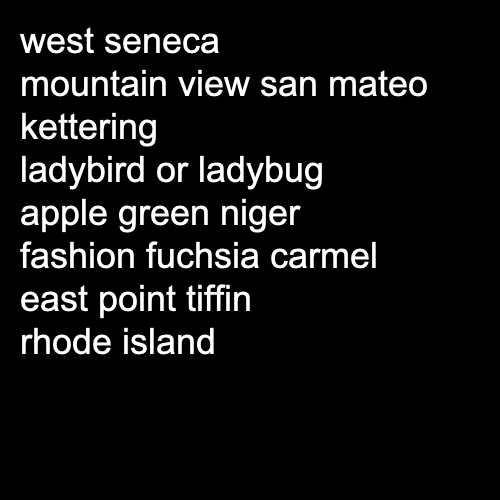 west seneca
mountain view san mateo
kettering
ladybird or ladybug
apple green niger
fashion fuchsia carmel
east point tiffin
rhode island